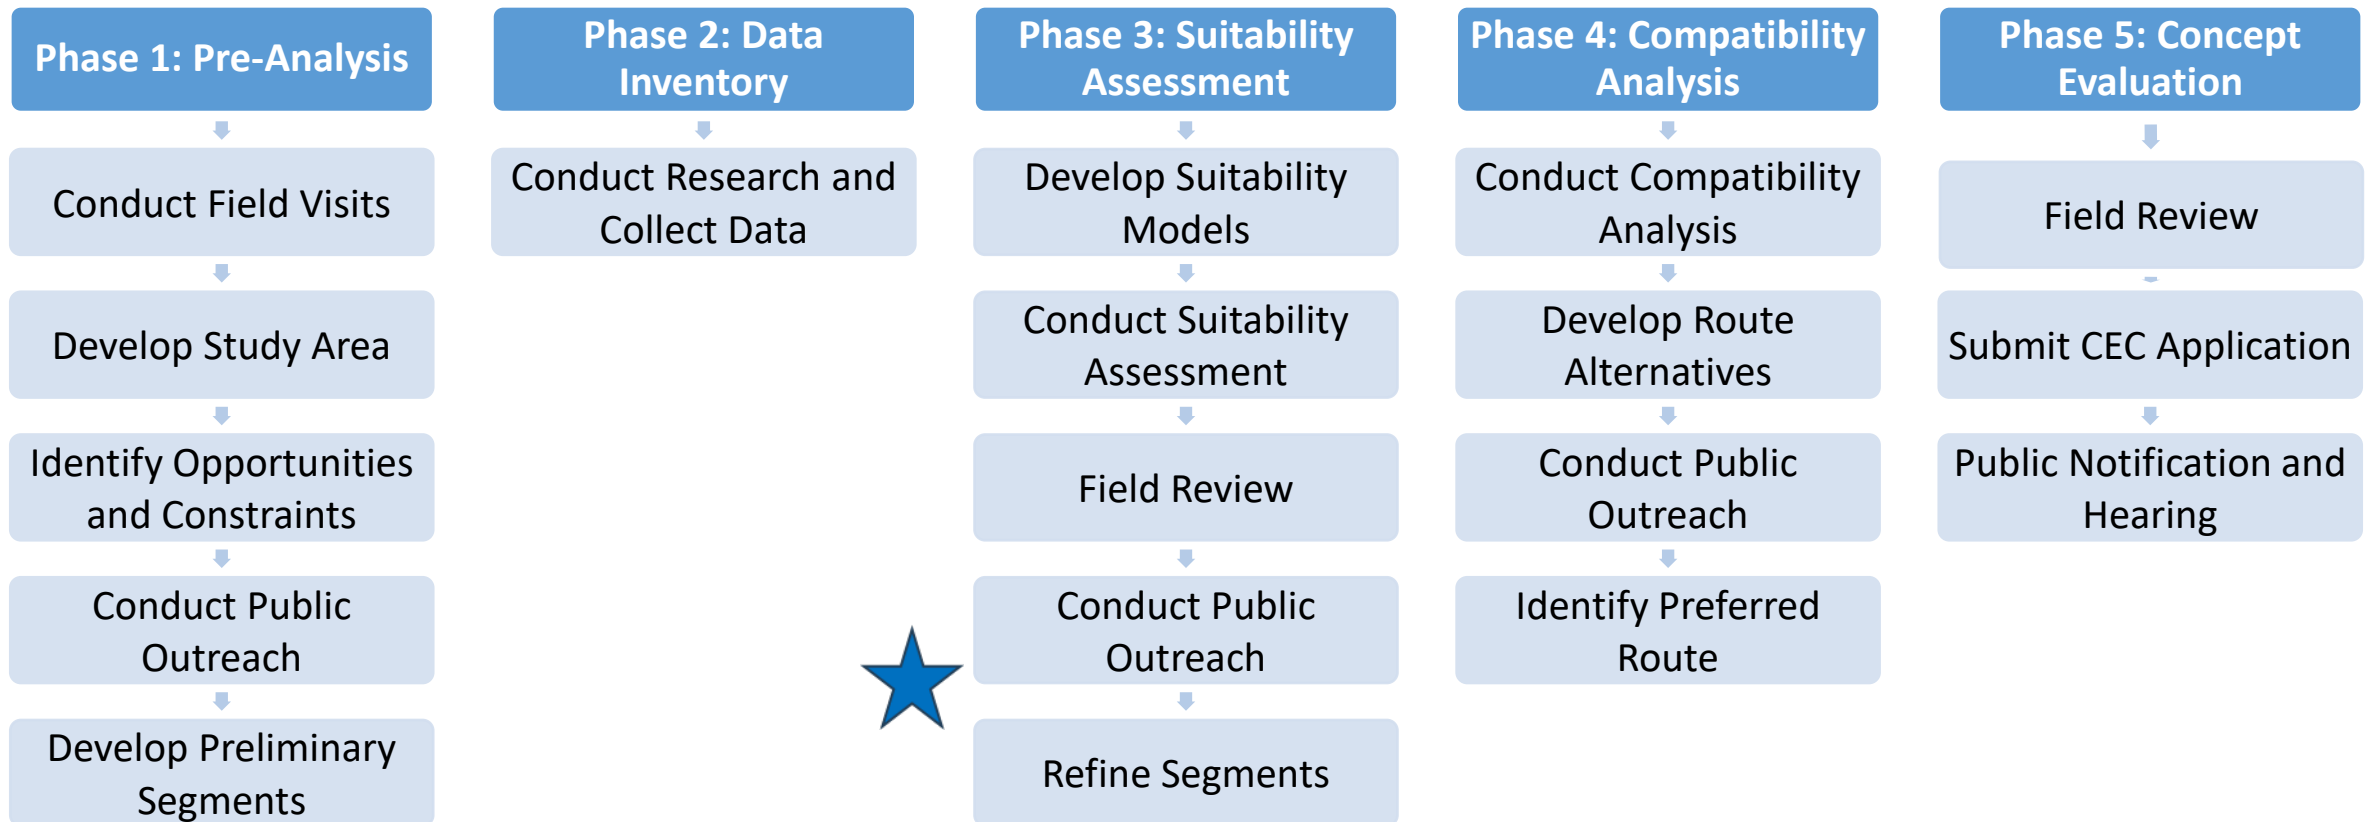 Phase 1: Pre-Analysis
Conduct Field Visits
Develop Study Area
Identify Opportunities
and Constraints
Conduct Public
Outreach
Develop Preliminary
Segments
Phase 2: Data
Inventory
Conduct Research and
Collect Data
Phase 3: Suitability
Assessment
Develop Suitability
Models
Conduct Suitability
Assessment
Field Review
Conduct Public
Outreach
Refine Segments
Phase 4: Compatibility
Analysis
Conduct Compatibility
Analysis
Develop Route
Alternatives
Conduct Public
Outreach
Identify Preferred
Route
Phase 5: Concept
Evaluation
Field Review
Submit CEC Application
Public Notification and
Hearing